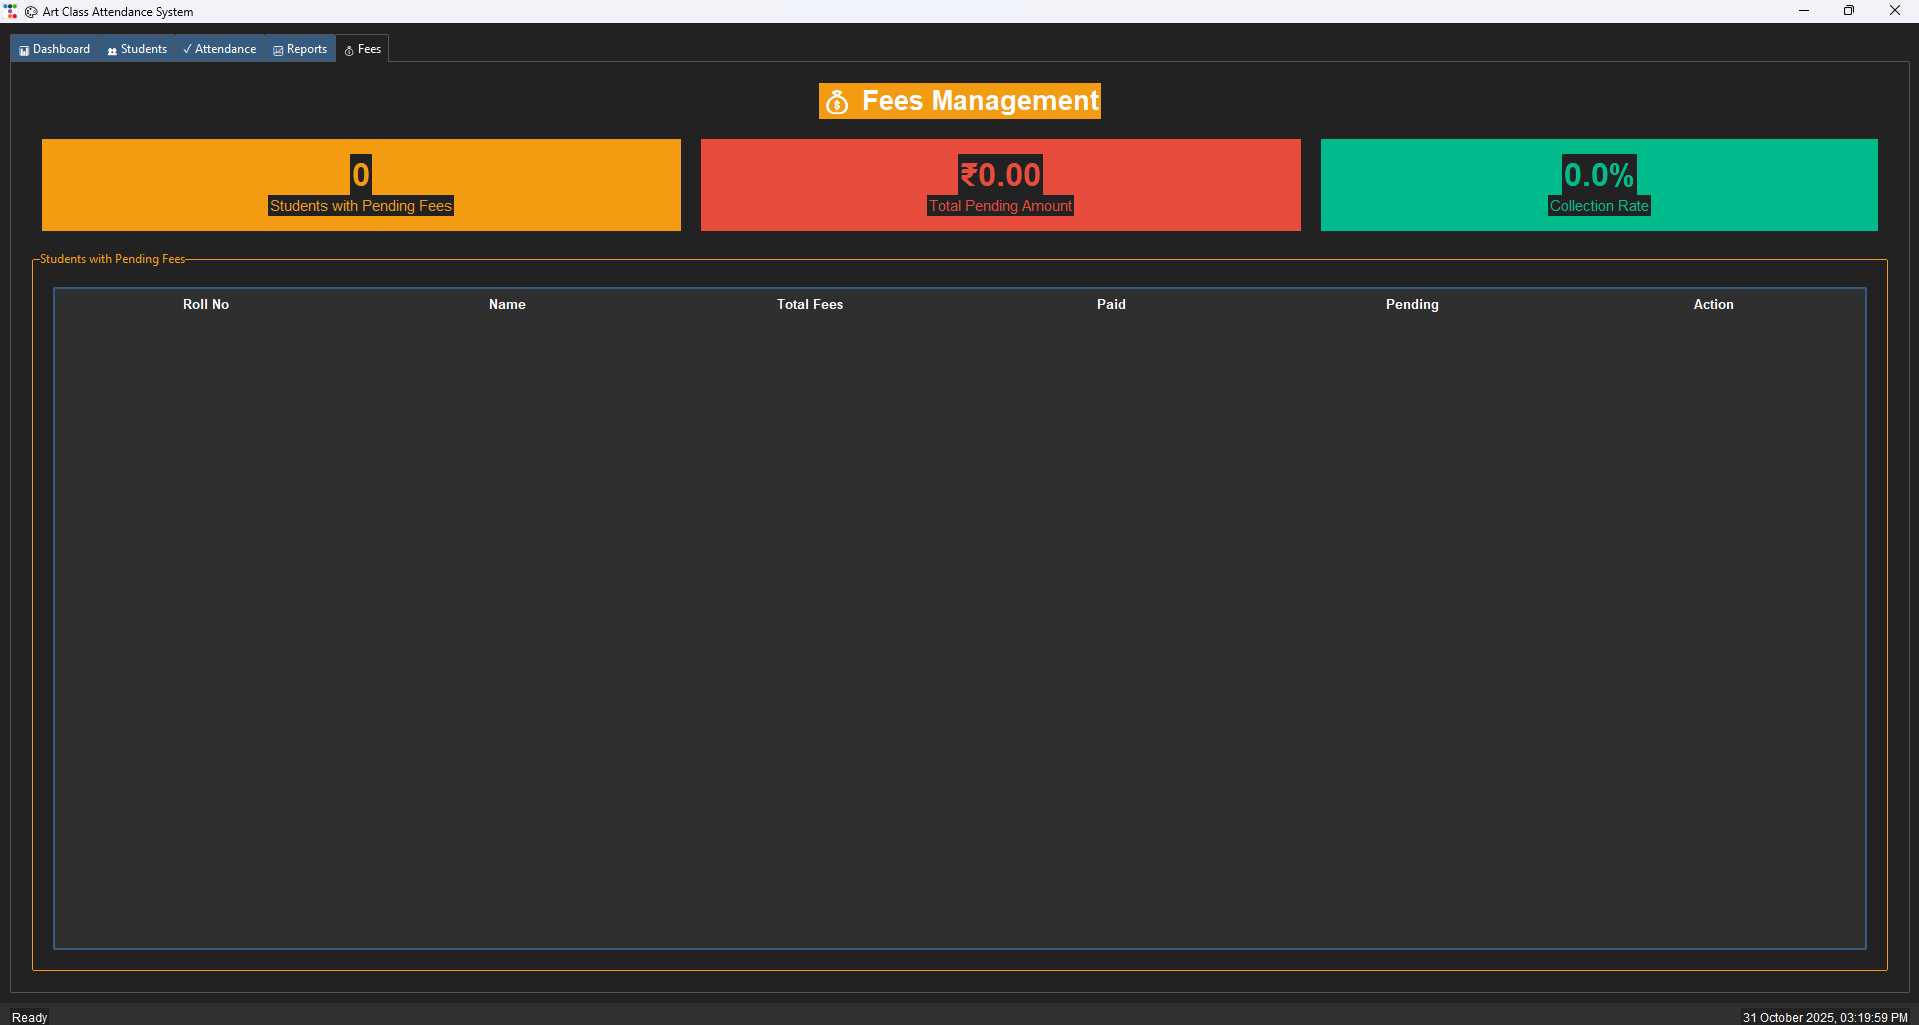 Art Class Attendance System
Dashboard Students ✓ Attendance Reports Fees
Fees Management
0
Students with Pending Fees
₹0.00
Total Pending Amount
0.0%
Collection Rate
Students with Pending Fees
Roll No Name Total Fees Paid Pending Action
Ready
31 October 2025, 03:19:59 PM